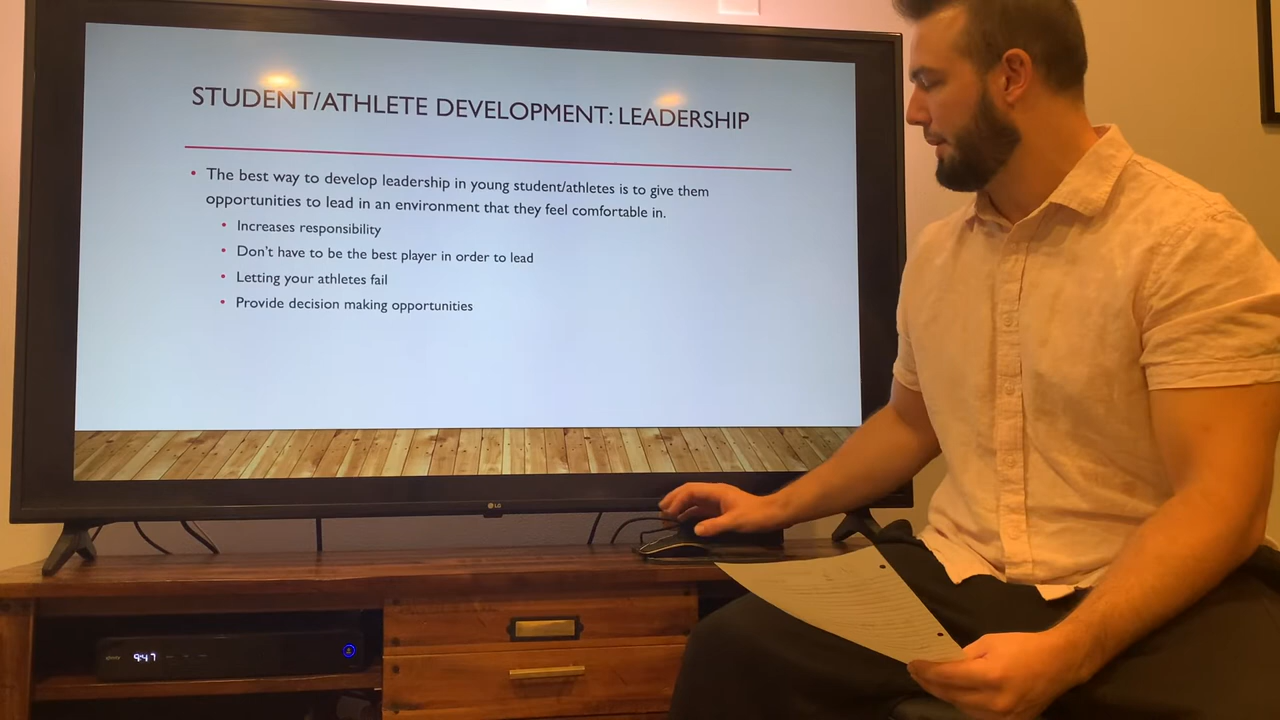 STUDENT/ATHLETE DEVELOPMENT: LEADERSHIP
• The best way to develop leadership in young student/athletes is to give them
opportunities to lead in an environment that they feel comfortable in.
• Increases responsibility
• Don't have to be the best player in order to lead
• Letting your athletes fail
• Provide decision making opportunities
LG
xfinity
9:47